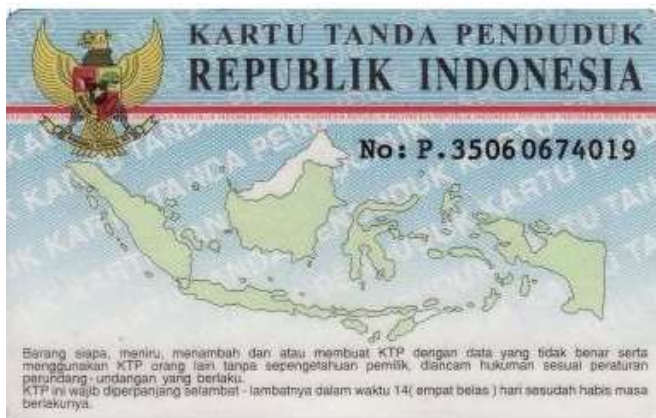 KARTU TANDA PENDUDUK
REPUBLIK INDONESIA
No: P.35060674019
Barang siapa, meniru, menambah dan atau membuat KTP dengan data yang tidak benar serta
menggunakan KTP orang lain tanpa sepengetahuan pemilik, diancam hukuman sesuai peraturan
perundang-undangan yang berlaku.
KTP ini wajib diperpanjang selambat - lambatnya dalam waktu 14( empat belas ) hari sesudah habis masa
berlakunya.